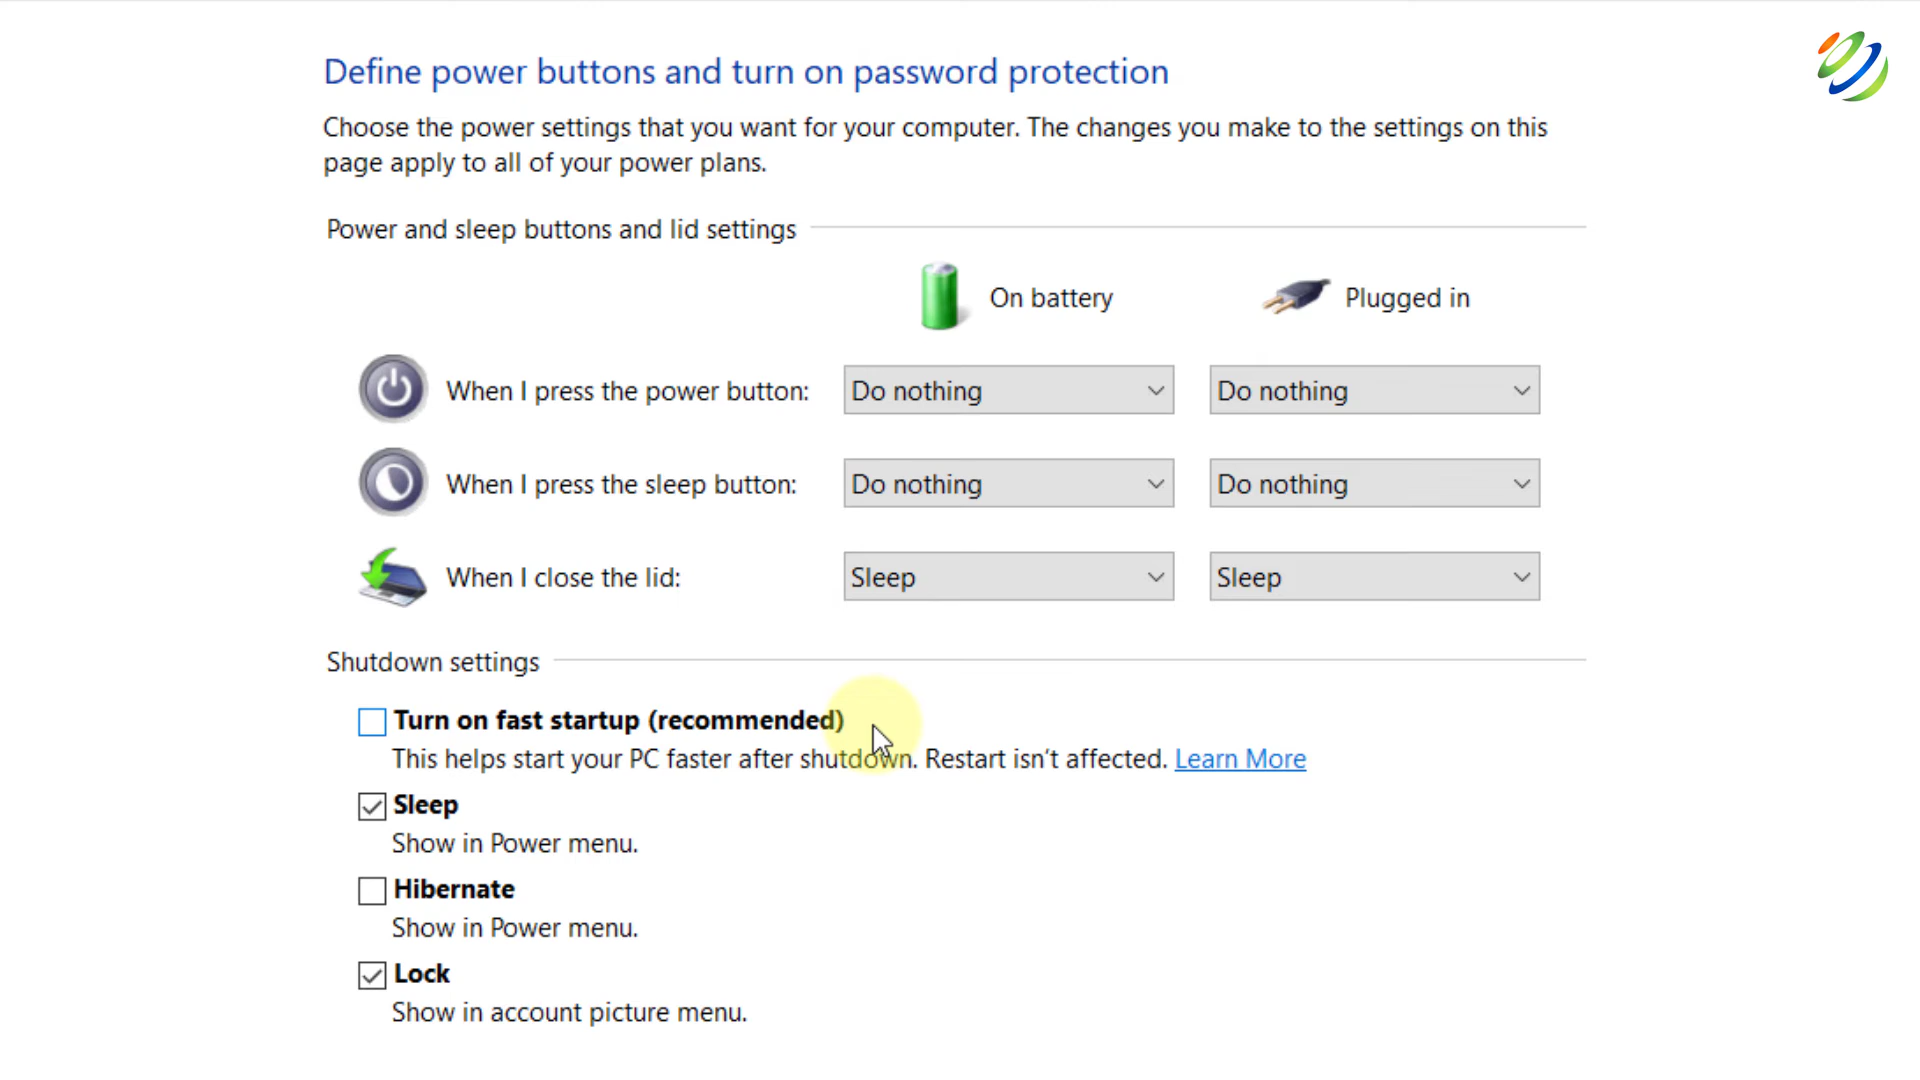 Define power buttons and turn on password protection
Choose the power settings that you want for your computer. The changes you make to the settings on this
page apply to all of your power plans.
Power and sleep buttons and lid settings
On battery Plugged in
When I press the power button: Do nothing Do nothing
When I press the sleep button: Do nothing Do nothing
When I close the lid: Sleep Sleep
Shutdown settings
Turn on fast startup (recommended)
This helps start your PC faster after shutdown. Restart isn't affected. Learn More
Sleep
Show in Power menu.
Hibernate
Show in Power menu.
Lock
Show in account picture menu.